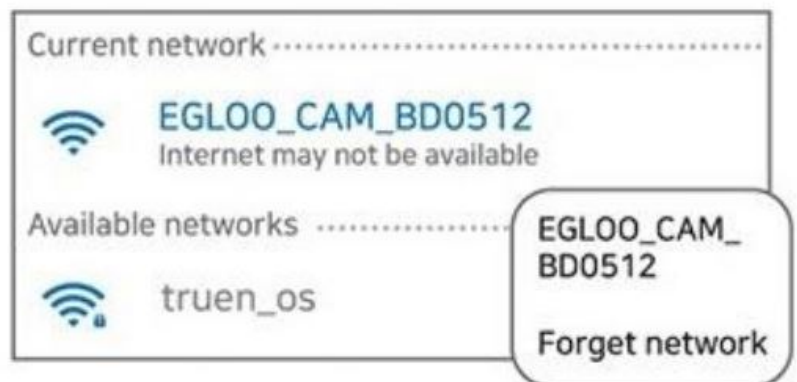 Current network
EGLOO_CAM_BD0512
Internet may not be available
Available networks
truen_os
EGLOO_CAM_
BD0512
Forget network